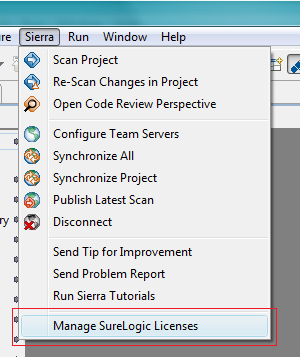 re Sierra Run Window Help
Scan Project
Re-Scan Changes in Project
Open Code Review Perspective
Configure Team Servers
Synchronize All
Synchronize Project
Publish Latest Scan
ry
Disconnect
Send Tip for Improvement
Send Problem Report
Run Sierra Tutorials
Manage SureLogic Licenses